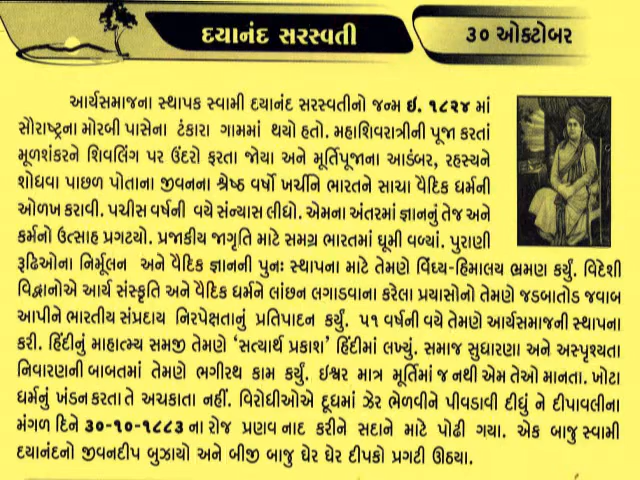 દયાનંદ સરસ્વતી
૩૦ ઓક્ટોબર
આર્યસમાજના સ્થાપક સ્વામી દયાનંદ સરસ્વતીનો જન્મ ઇ. ૧૮૨૪ માં
સૌરાષ્ટ્રના મોરબી પાસેના ટંકારા ગામમાં થયો હતો. મહાશિવરાત્રીની પૂજા કરતાં
મૂળશંકરને શિવલિંગ પર ઉંદરો ફરતા જોયા અને મૂર્તિપૂજાના આડંબર, રહસ્યને
શોધવા પાછળ પોતાના જીવનના શ્રેષ્ઠ વર્ષો ખર્ચીને ભારતને સાચા વૈદિક ધર્મની
ઓળખ કરાવી. પચીસ વર્ષની વયે સંન્યાસ લીધો. એમના અંતરમાં જ્ઞાનનું તેજ અને
કર્મનો ઉત્સાહ પ્રગટયો. પ્રજાકીય જાગૃતિ માટે સમગ્ર ભારતમાં ઘૂમી વળ્યાં. પુરાણી
રૂઢિઓના નિર્મૂલન અને વૈદિક જ્ઞાનની પુનઃ સ્થાપના માટે તેમણે વિંધ્ય-હિમાલય ભ્રમણ કર્યું. વિદેશી
વિદ્વાનોએ આર્ય સંસ્કૃતિ અને વૈદિક ધર્મને લાંછન લગાડવાના કરેલા પ્રયાસોનો તેમણે જડબાતોડ જવાબ
આપીને ભારતીય સંપ્રદાય નિરપેક્ષતાનું પ્રતિપાદન કર્યું. ૫૧ વર્ષની વયે તેમણે આર્યસમાજની સ્થાપના
કરી. હિંદીનું માહાત્મ્ય સમજી તેમણે ‘સત્યાર્થ પ્રકાશ’ હિંદીમાં લખ્યું. સમાજ સુધારણા અને અસ્પૃશ્યતા
નિવારણની બાબતમાં તેમણે ભગીરથ કામ કર્યું. ઇશ્વર માત્ર મૂર્તિમાં જ નથી એમ તેઓ માનતા. ખોટા
ધર્મનું ખંડન કરતા તે અચકાતા નહીં. વિરોધીઓએ દૂધમાં ઝેર ભેળવીને પીવડાવી દીધું ને દીપાવલીના
મંગળ દિને ૩૦-૧૦-૧૮૮૩ ના રોજ પ્રણવ નાદ કરીને સદાને માટે પોઢી ગયા. એક બાજુ સ્વામી
દયાનંદનો જીવનદીપ બુઝાયો અને બીજી બાજુ ઘેર ઘેર દીપકો પ્રગટી ઊઠયા.